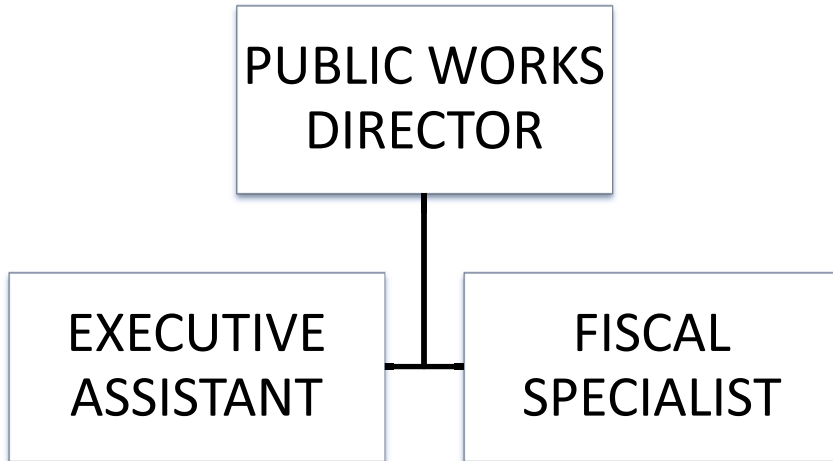 PUBLIC WORKS
DIRECTOR
EXECUTIVE
ASSISTANT
FISCAL
SPECIALIST